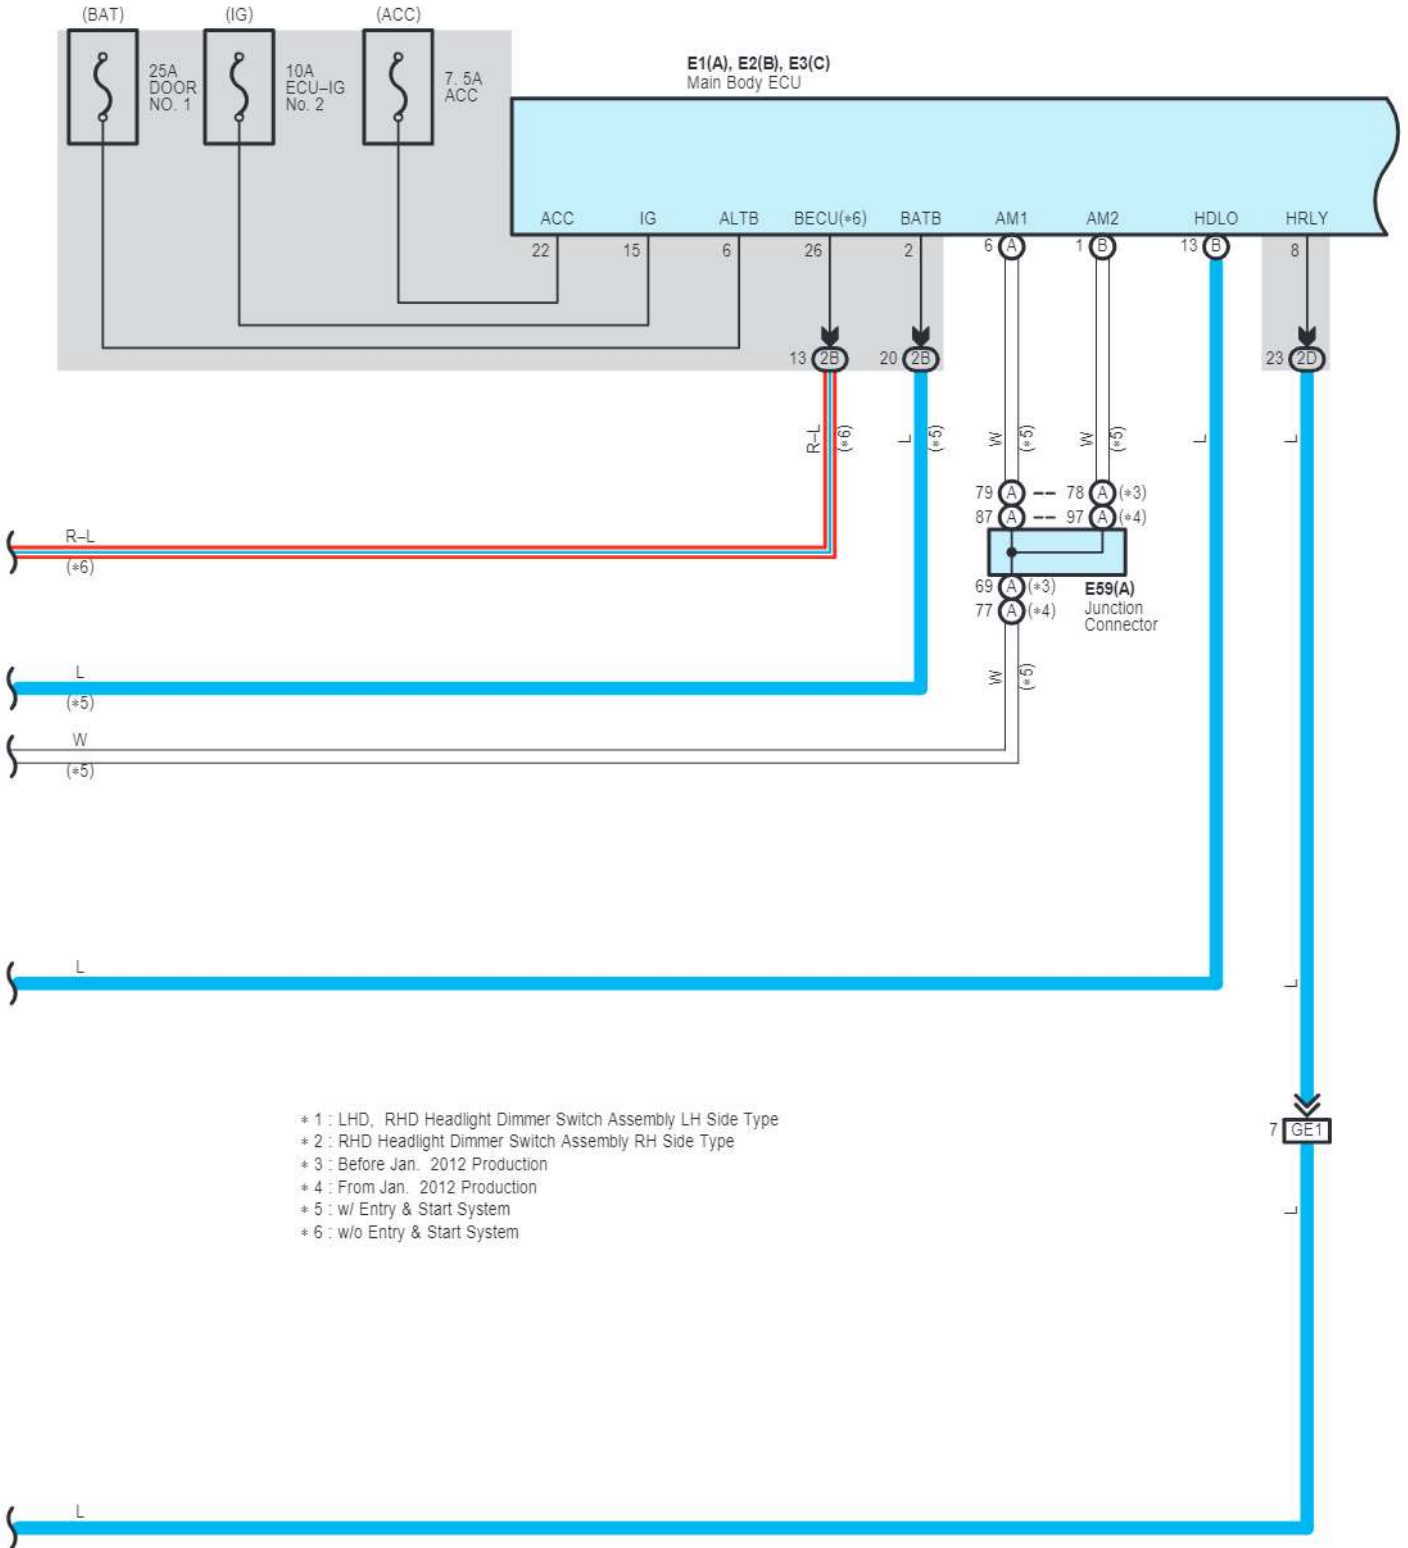 (BAT) (IG) (ACC)
25A
DOOR
NO. 1
10A
ECU–IG
No. 2
7. 5A
ACC
E1(A), E2(B), E3(C)
Main Body ECU
ACC IG ALTB BECU(*6) BATB AM1 AM2 HDLO HRLY
22 15 6 26 2 6 A 1 B 13 B 8
13 2B 20 2B 23 2D
R–L (*6) L (*5) W (*5) W (*5) L L
79 A 78 A (*3)
87 A 97 A (*4)
R–L
(*6)
69 A (*3)
77 A (*4)
E59(A)
Junction
Connector
L
(*5)
W (*5)
W
(*5)
L
L
* 1 : LHD, RHD Headlight Dimmer Switch Assembly LH Side Type
* 2 : RHD Headlight Dimmer Switch Assembly RH Side Type
* 3 : Before Jan. 2012 Production
* 4 : From Jan. 2012 Production
* 5 : w/ Entry & Start System
* 6 : w/o Entry & Start System
7 GE1
L
L